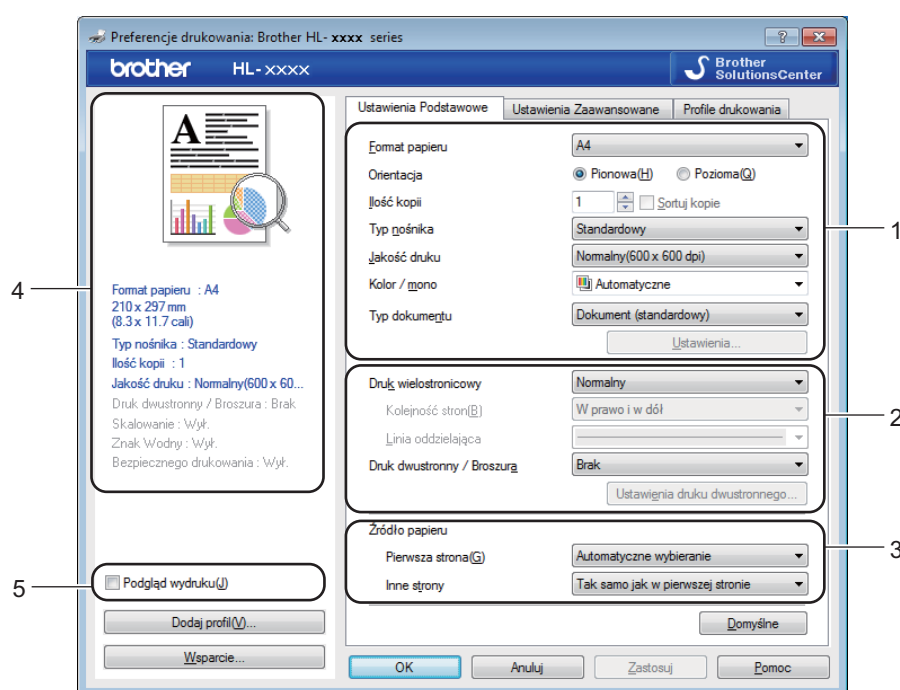 Preferencje drukowania: Brother HL- xxxx series
brother HL-xxxx
Brother
SolutionsCenter
A
Format papieru : A4
210 x 297 mm
(8.3 x 11.7 cali)
Typ nośnika : Standardowy
Ilość kopii : 1
Jakość druku : Normalny(600 x 60...
Druk dwustronny / Broszura : Brak
Skalowanie : Wył.
Znak Wodny : Wył.
Bezpiecznego drukowania : Wył.
4
Podgląd wydruku(J)
5
Dodaj profil(V)...
Wsparcie...
Ustawienia Podstawowe Ustawienia Zaawansowane Profile drukowania
Format papieru A4
Orientacja Pionowa(H) Pozioma(Q)
Ilość kopii 1 Sortuj kopie
Typ nośnika Standardowy
1
Jakość druku Normalny(600 x 600 dpi)
Kolor / mono Automatyczne
Typ dokumentu Dokument (standardowy)
Ustawienia...
Druk wielostronicowy Normalny
Kolejność stron(B) W prawo i w dół
2
Linia oddzielająca
Druk dwustronny / Broszura Brak
Ustawienia druku dwustronnego...
Źródło papieru
Pierwsza strona(G) Automatyczne wybieranie
3
Inne strony Tak samo jak w pierwszej stronie
Domyślne
OK Anuluj Zastosuj Pomoc